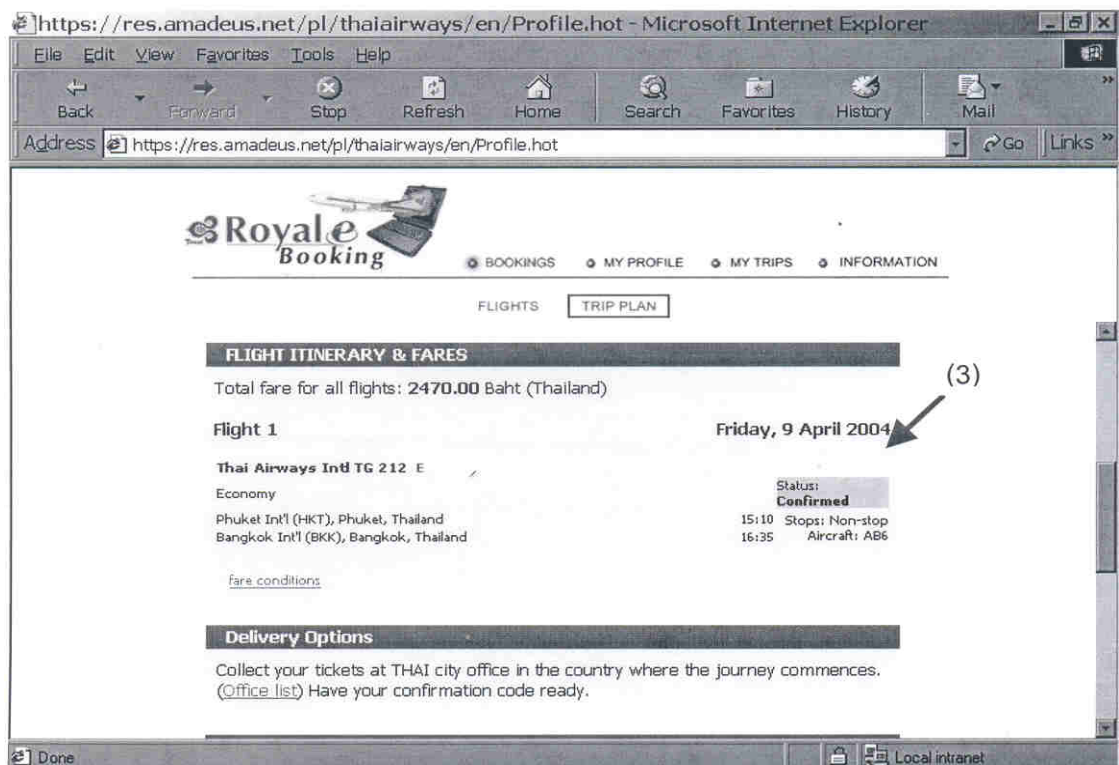 https://res.amadeus.net/pl/thaiairways/en/Profile.hot - Microsoft Internet Explorer
File Edit View Favorites Tools Help
Back Forward Stop Refresh Home Search Favorites History Mail »
Address https://res.amadeus.net/pl/thaiairways/en/Profile.hot Go Links »
Royal e
Booking
BOOKINGS MY PROFILE MY TRIPS INFORMATION
FLIGHTS TRIP PLAN
FLIGHT ITINERARY & FARES
Total fare for all flights: 2470.00 Baht (Thailand)
(3)
Flight 1 Friday, 9 April 2004
Thai Airways Intl TG 212 E
Economy Status:
Confirmed
Phuket Int'l (HKT), Phuket, Thailand 15:10 Stops: Non-stop
Bangkok Int'l (BKK), Bangkok, Thailand 16:35 Aircraft: AB6
fare conditions
Delivery Options
Collect your tickets at THAI city office in the country where the journey commences.
(Office list) Have your confirmation code ready.
Done Local intranet